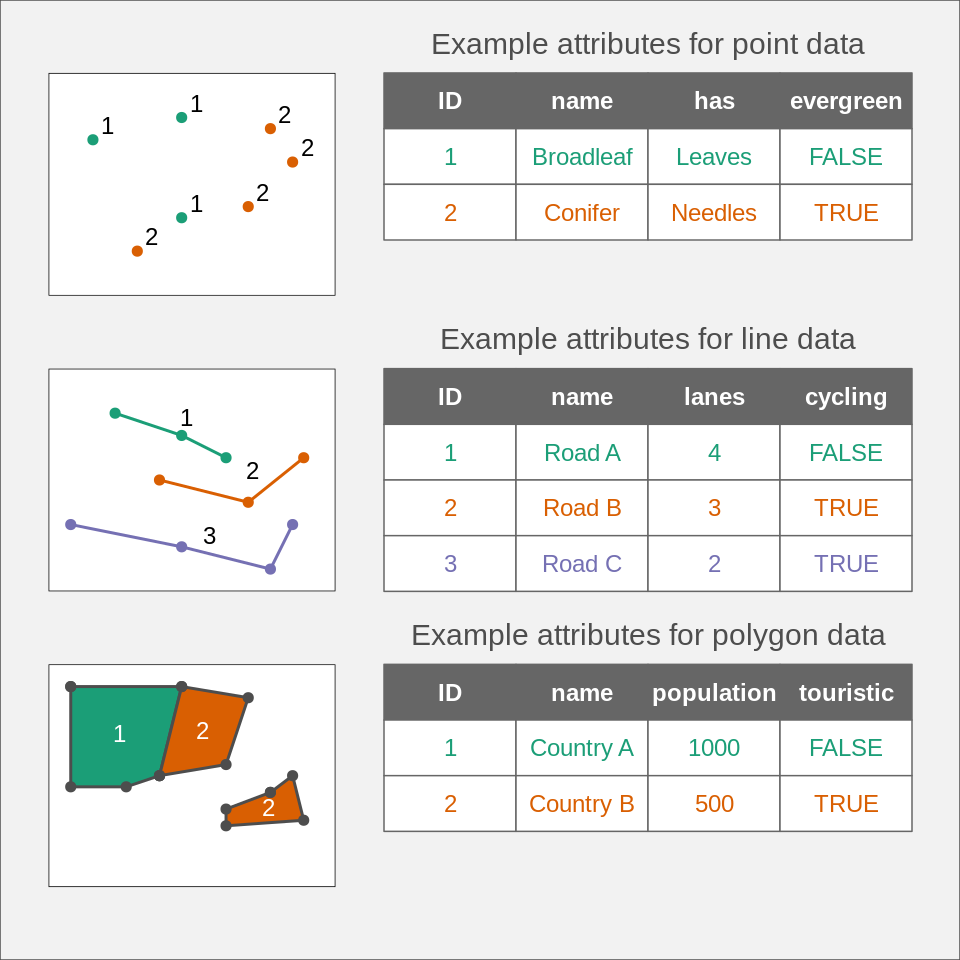 Example attributes for point data
1
1
2
2
1
2
2
ID name has evergreen
1 Broadleaf Leaves FALSE
2 Conifer Needles TRUE
Example attributes for line data
1
2
3
ID name lanes cycling
1 Road A 4 FALSE
2 Road B 3 TRUE
3 Road C 2 TRUE
Example attributes for polygon data
1
2
2
ID name population touristic
1 Country A 1000 FALSE
2 Country B 500 TRUE